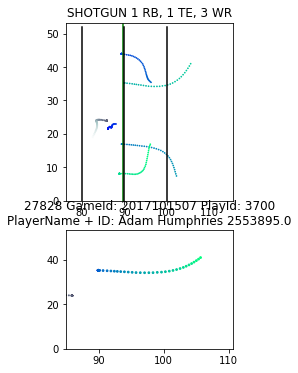 SHOTGUN 1 RB, 1 TE, 3 WR
50
40
30
20
10
0
80 90 100 110
27828 GameId: 2017101507 PlayId: 3700
PlayerName + ID: Adam Humphries 2553895.0
40
20
0
90 100 110